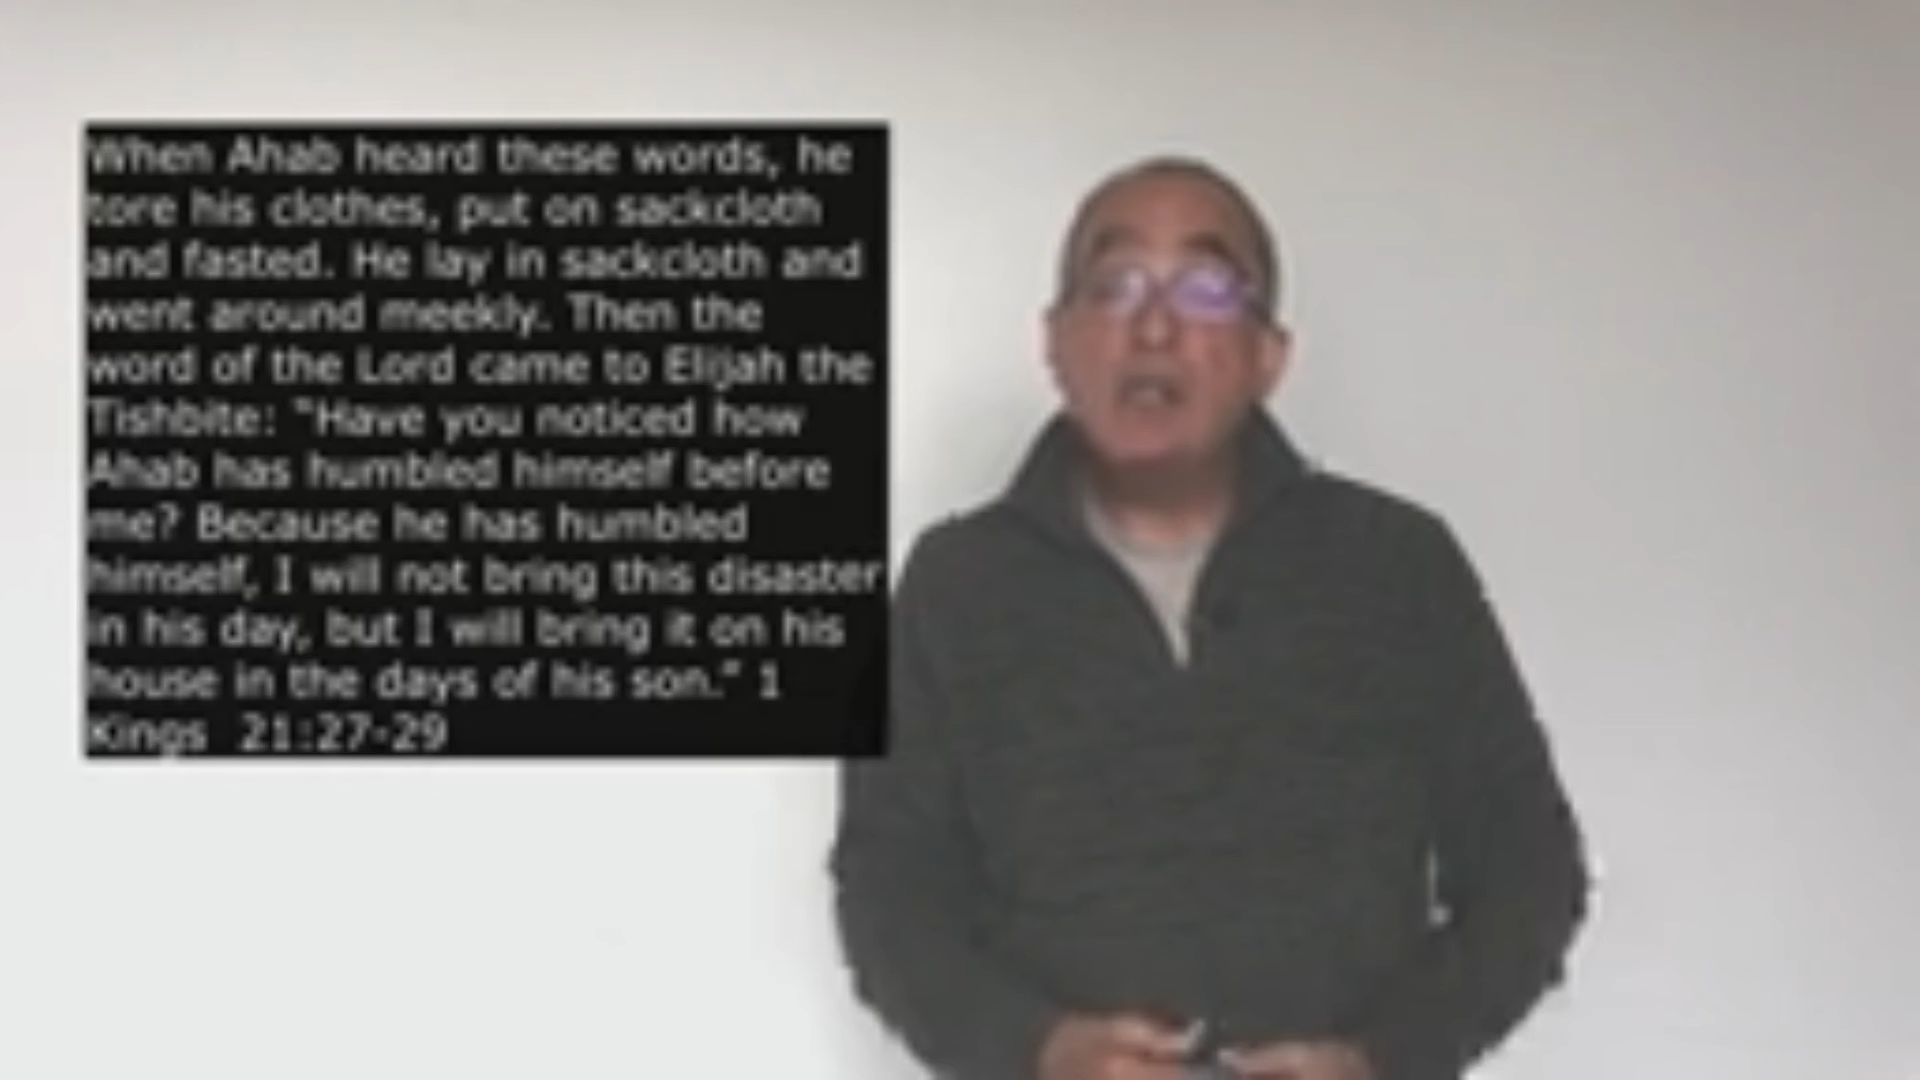 When Ahab heard these words, he
tore his clothes, put on sackcloth
and fasted. He lay in sackcloth and
went around meekly. Then the
word of the Lord came to Elijah the
Tishbite: “Have you noticed how
Ahab has humbled himself before
me? Because he has humbled
himself, I will not bring this disaster
in his day, but I will bring it on his
house in the days of his son.” 1
Kings 21:27-29